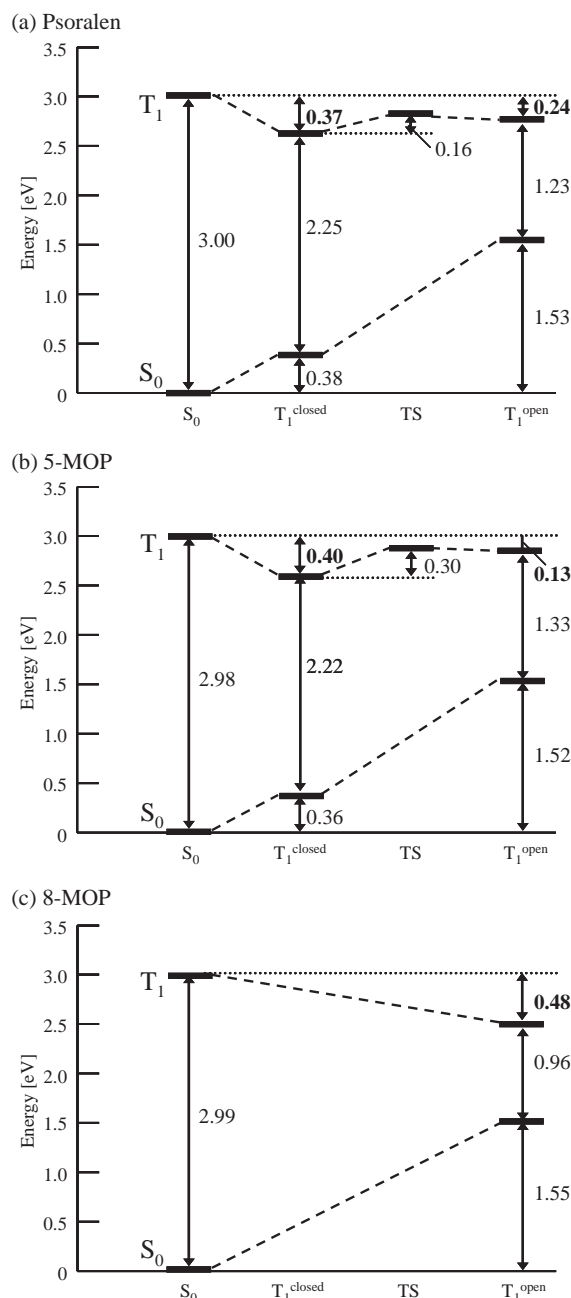 (a) Psoralen
3.5
3.0
2.5
2.0
1.5
1.0
0.5
0
Energy [eV]
T₁
S₀
3.00
0.37
2.25
0.38
0.16
0.24
1.23
1.53
S₀ T₁ᶜˡᵒˢᵉᵈ TS T₁ᵒᵖᵉⁿ
(b) 5-MOP
3.5
3.0
2.5
2.0
1.5
1.0
0.5
0
Energy [eV]
T₁
S₀
2.98
0.40
2.22
0.36
0.30
0.13
1.33
1.52
S₀ T₁ᶜˡᵒˢᵉᵈ TS T₁ᵒᵖᵉⁿ
(c) 8-MOP
3.5
3.0
2.5
2.0
1.5
1.0
0.5
0
Energy [eV]
T₁
S₀
2.99
0.48
0.96
1.55
S₀ T₁ᶜˡᵒˢᵉᵈ TS T₁ᵒᵖᵉⁿ